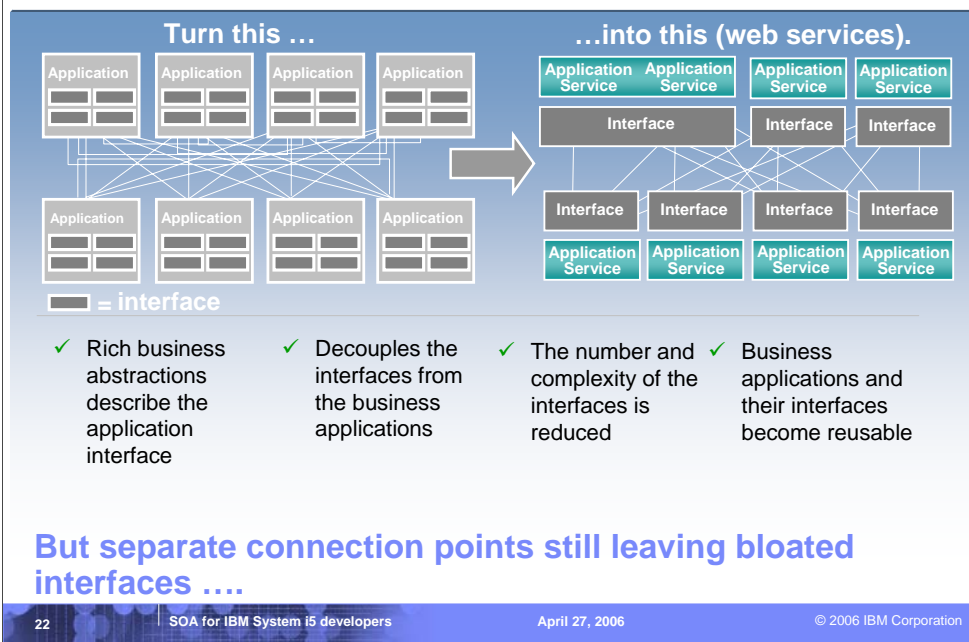 Turn this …
…into this (web services).
Application
Application
Application
Application
Application
Application
Application
Application
= interface
Application Service
Application Service
Application Service
Application Service
Interface
Interface
Interface
Interface
Interface
Interface
Interface
Application Service
Application Service
Application Service
Application Service
✓ Rich business
abstractions
describe the
application
interface
✓ Decouples the
interfaces from
the business
applications
✓ The number and
complexity of the
interfaces is
reduced
✓ Business
applications and
their interfaces
become reusable
But separate connection points still leaving bloated
interfaces ….
22
SOA for IBM System i5 developers
April 27, 2006
© 2006 IBM Corporation